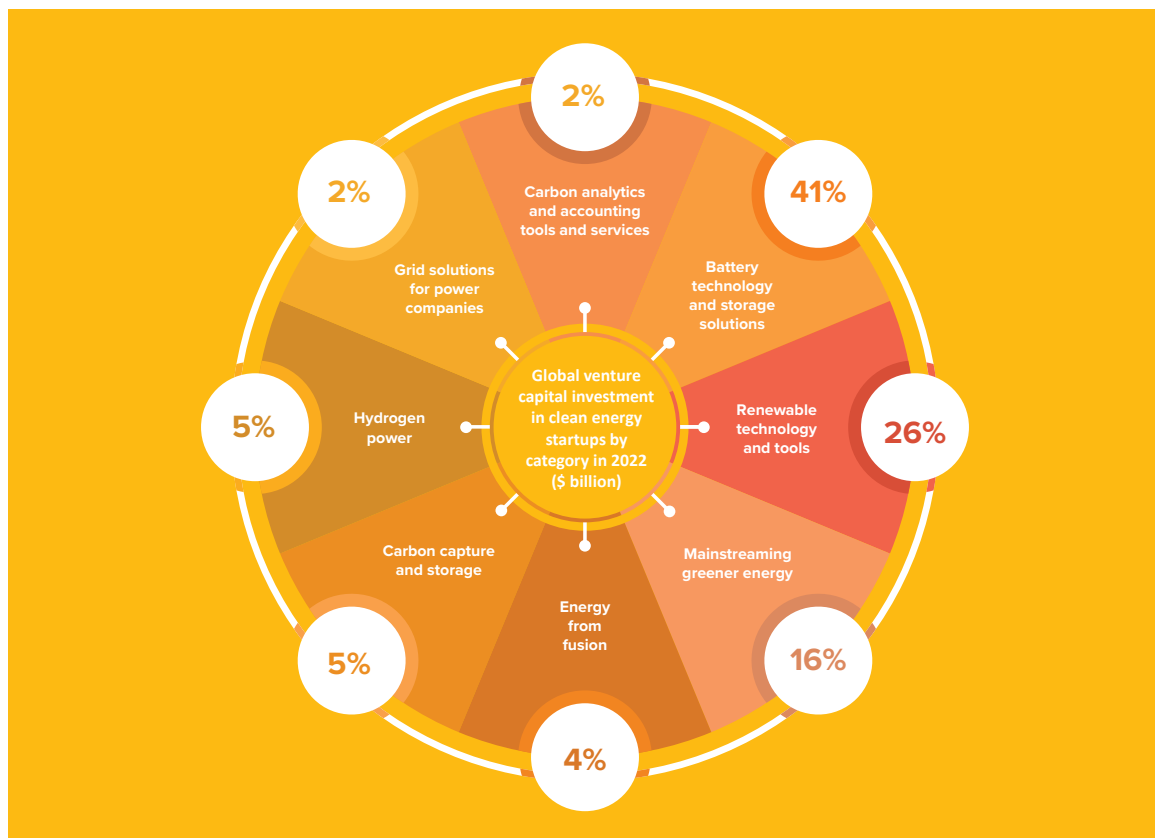 2%
Carbon analytics
and accounting
tools and services
41%
Battery
technology
and storage
solutions
26%
Renewable
technology
and tools
16%
Mainstreaming
greener energy
4%
Energy
from
fusion
5%
Carbon capture
and storage
5%
Hydrogen
power
2%
Grid solutions
for power
companies
Global venture
capital investment
in clean energy
startups by
category in 2022
($ billion)